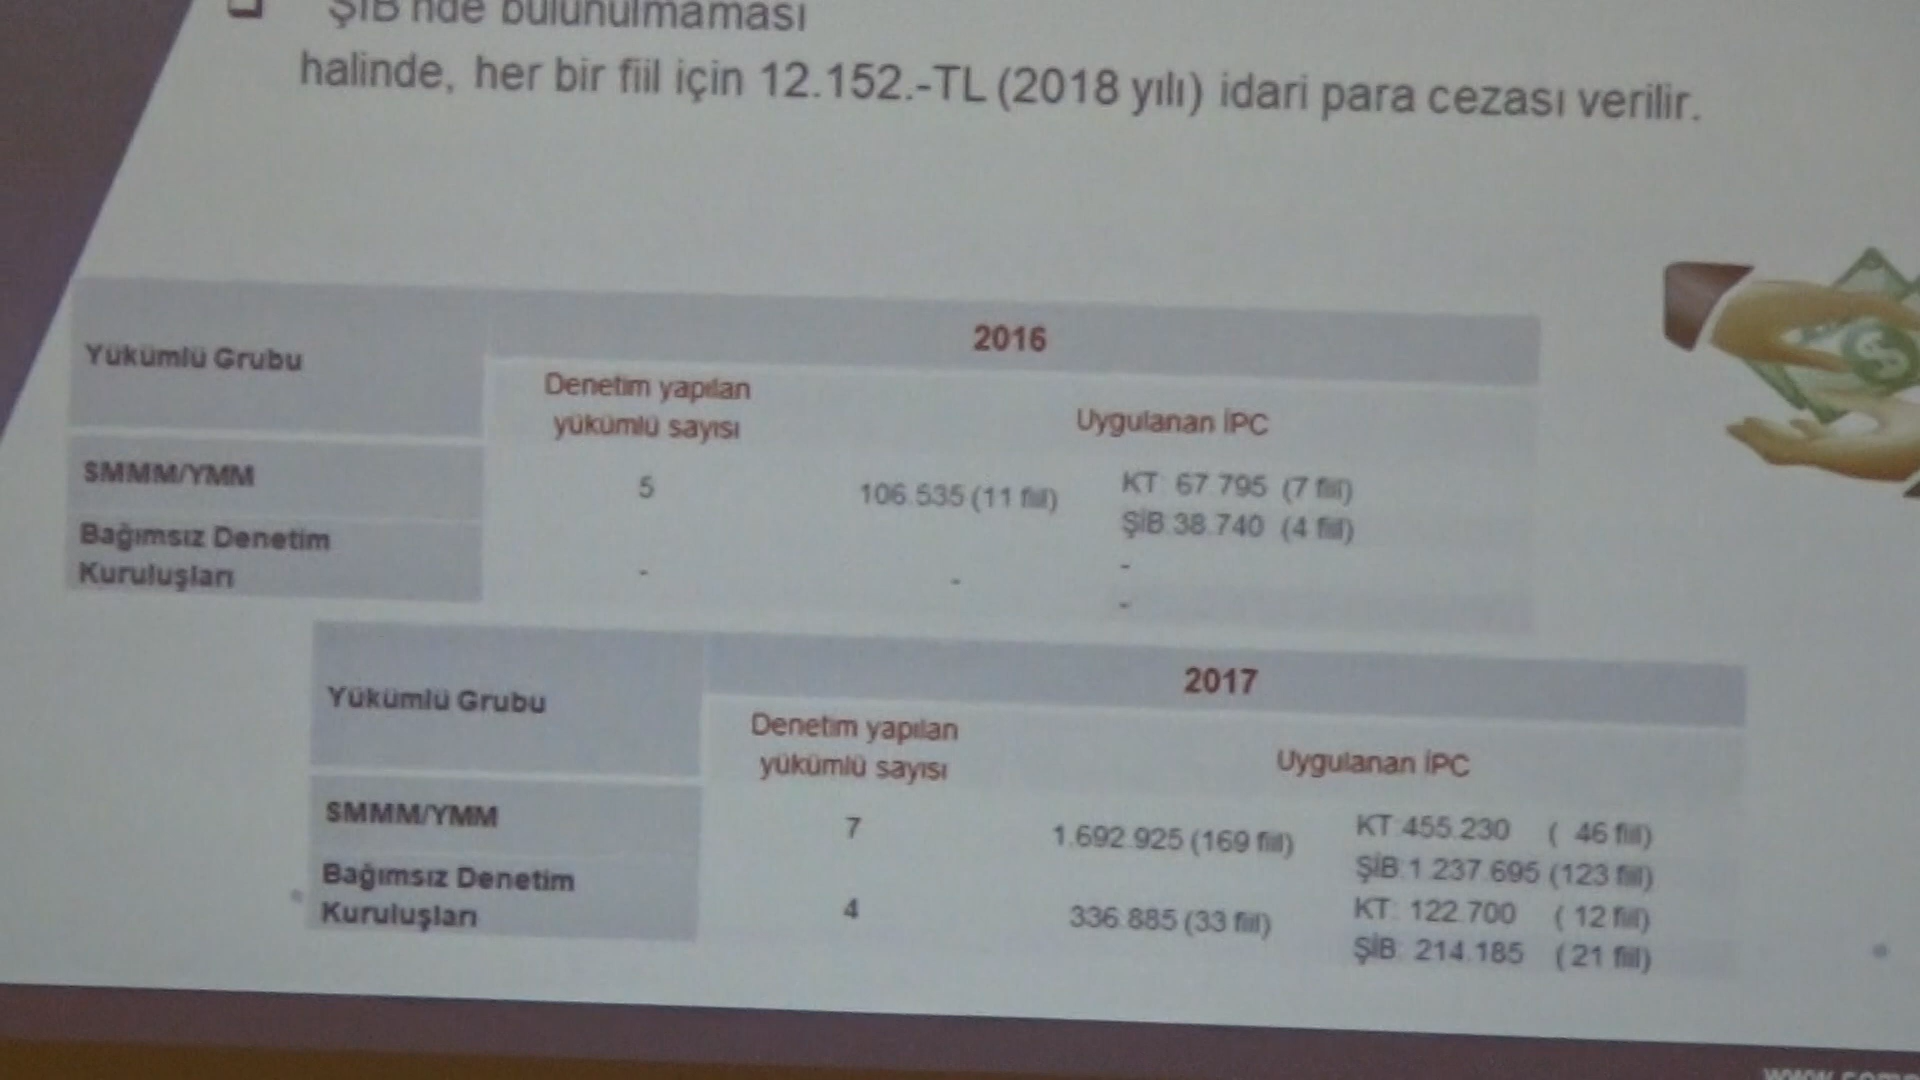 ŞİB'nde bulunulmaması
halinde, her bir fiil için 12.152.-TL (2018 yılı) idari para cezası verilir.
Yükümlü Grubu
2016
Denetim yapılan
yükümlü sayısı
Uygulanan İPC
SMMM/YMM
5
106.535 (11 fiil)
KT: 67.795 (7 fiil)
ŞİB:38.740 (4 fiil)
Bağımsız Denetim
Kuruluşları
-
-
-
-
Yükümlü Grubu
2017
Denetim yapılan
yükümlü sayısı
Uygulanan İPC
SMMM/YMM
7
1.692.925 (169 fiil)
KT:455.230 ( 46 fiil)
ŞİB:1.237.695 (123 fiil)
Bağımsız Denetim
Kuruluşları
4
336.885 (33 fiil)
KT: 122.700 ( 12 fiil)
ŞİB: 214.185 ( 21 fiil)